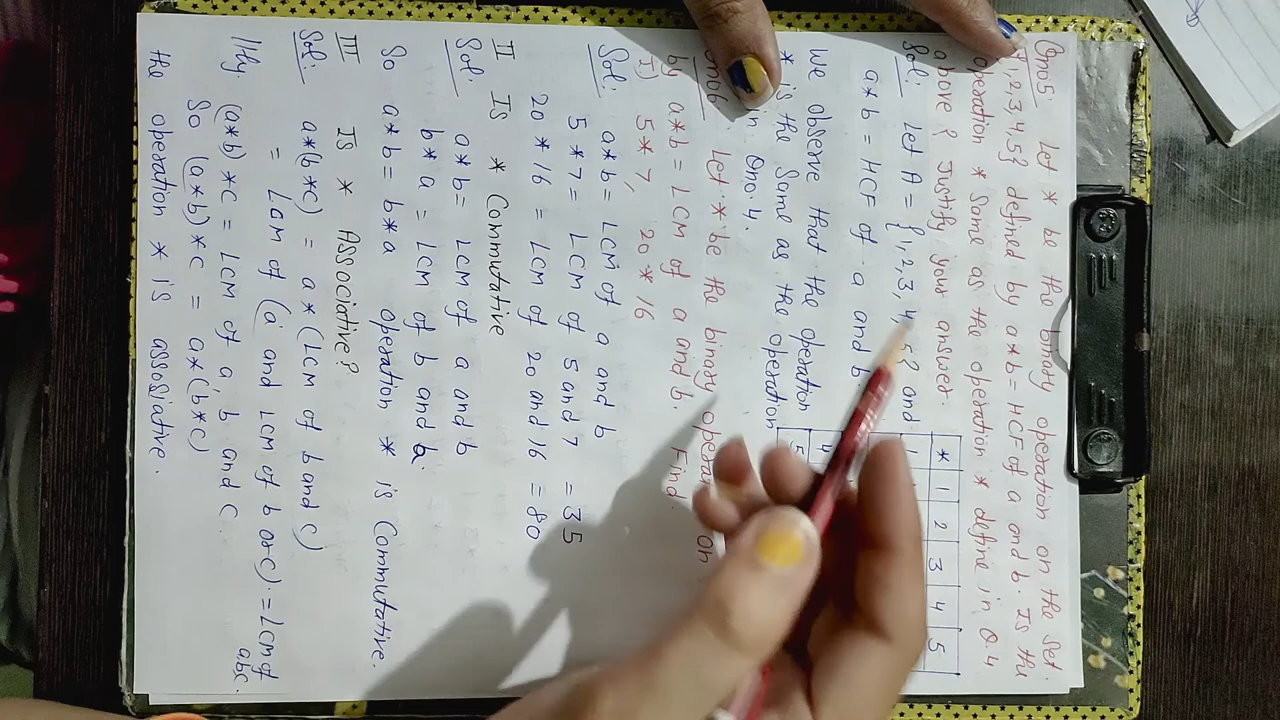 Qno5: Let * be the binary operation on the set
{1,2,3,4,5} defined by a*b = HCF of a and b. Is the
operation * Same as the operation * define in Q.4
above? Justify your answer.
Sol: Let A = {1,2,3,4,5} and
a*b = HCF of a and b
We observe that the operation
* is the Same as the operation
in Qno.4.
* 1 2 3 4 5
1
4
5
Qno6 Let * be the binary operation on
by a*b = LCM of a and b. Find
I) 5*7, 20*16
Sol: a*b = LCM of a and b
5*7 = LCM of 5 and 7 = 35
20*16 = LCM of 20 and 16 = 80
II Is * Commutative
Sol: a*b = LCM of a and b
b*a = LCM of b and a.
So a*b = b*a operation * is Commutative.
III Is * Associative?
Sol: a*(b*c) = a*(LCM of b and c)
= LCM of (a and LCM of b or c) = LCM of
abc.
llly (a*b)*c = LCM of a, b and c.
So (a*b)*c = a*(b*c)
the operation * is assosiative.